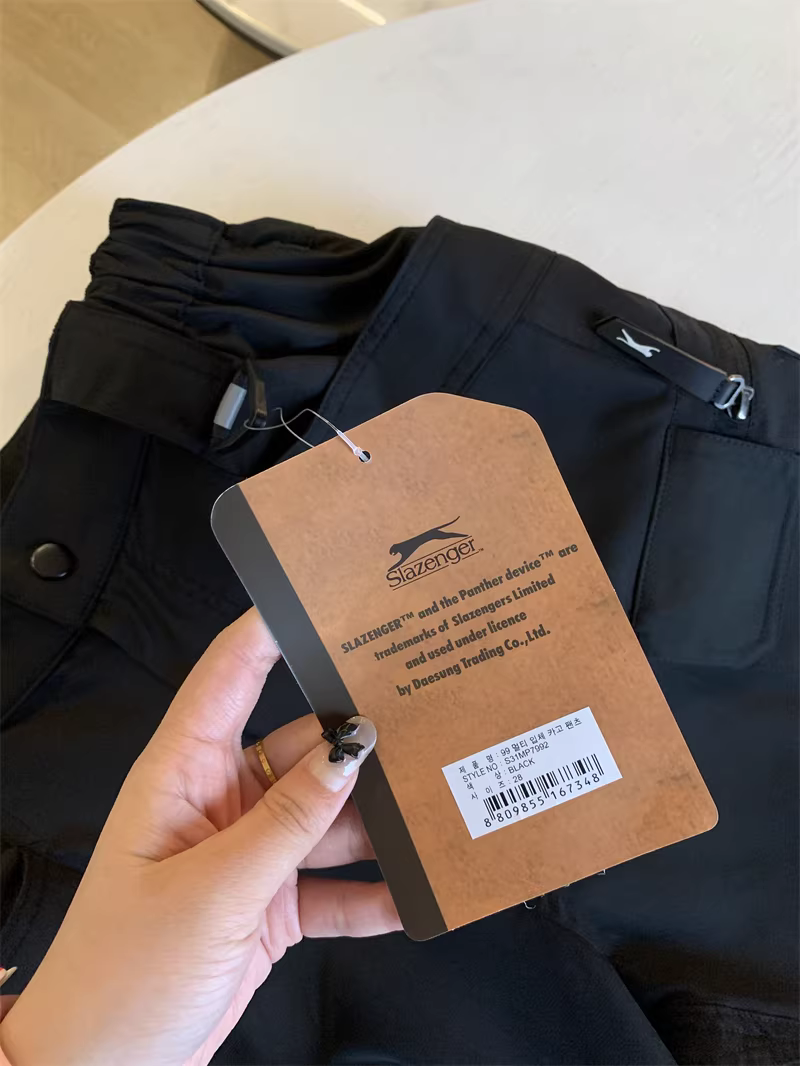 Slazenger™
SLAZENGER™ and the Panther device™ are
trademarks of Slazengers Limited
and used under licence
by Daesung Trading Co.,Ltd.
제 품 명 : 99 멀티 입체 카고 팬츠
STYLE NO : S31MP7992
색 상 : BLACK
사 이 즈 : 28
8 809855 167348